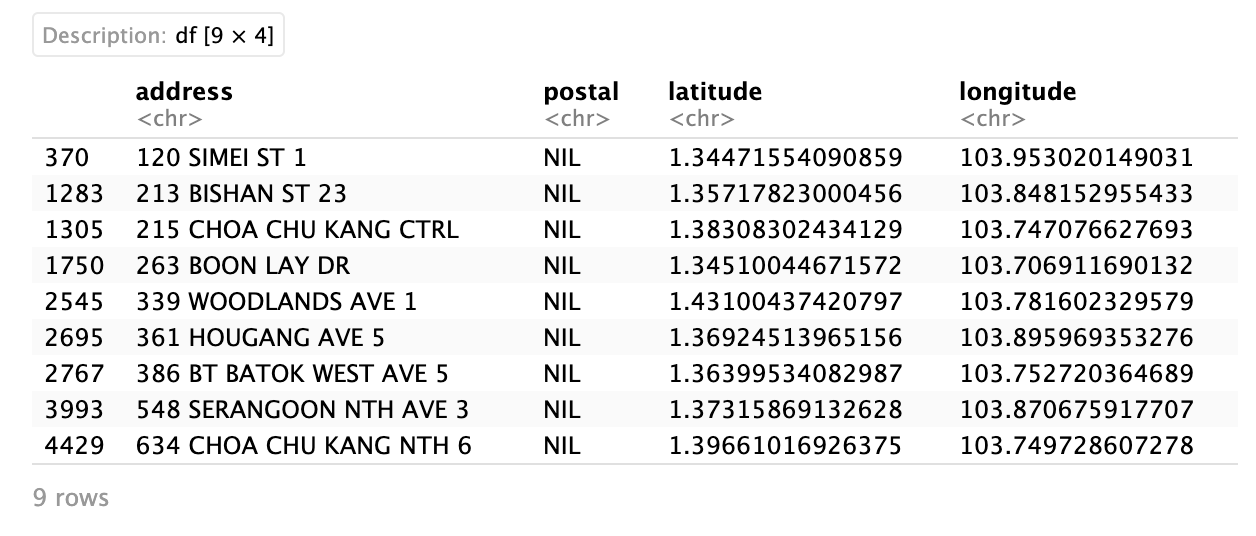 Description: df [9 × 4]
address postal latitude longitude
<chr> <chr> <chr> <chr>
370 120 SIMEI ST 1 NIL 1.34471554090859 103.953020149031
1283 213 BISHAN ST 23 NIL 1.35717823000456 103.848152955433
1305 215 CHOA CHU KANG CTRL NIL 1.38308302434129 103.747076627693
1750 263 BOON LAY DR NIL 1.34510044671572 103.706911690132
2545 339 WOODLANDS AVE 1 NIL 1.43100437420797 103.781602329579
2695 361 HOUGANG AVE 5 NIL 1.36924513965156 103.895969353276
2767 386 BT BATOK WEST AVE 5 NIL 1.36399534082987 103.752720364689
3993 548 SERANGOON NTH AVE 3 NIL 1.37315869132628 103.870675917707
4429 634 CHOA CHU KANG NTH 6 NIL 1.39661016926375 103.749728607278
9 rows